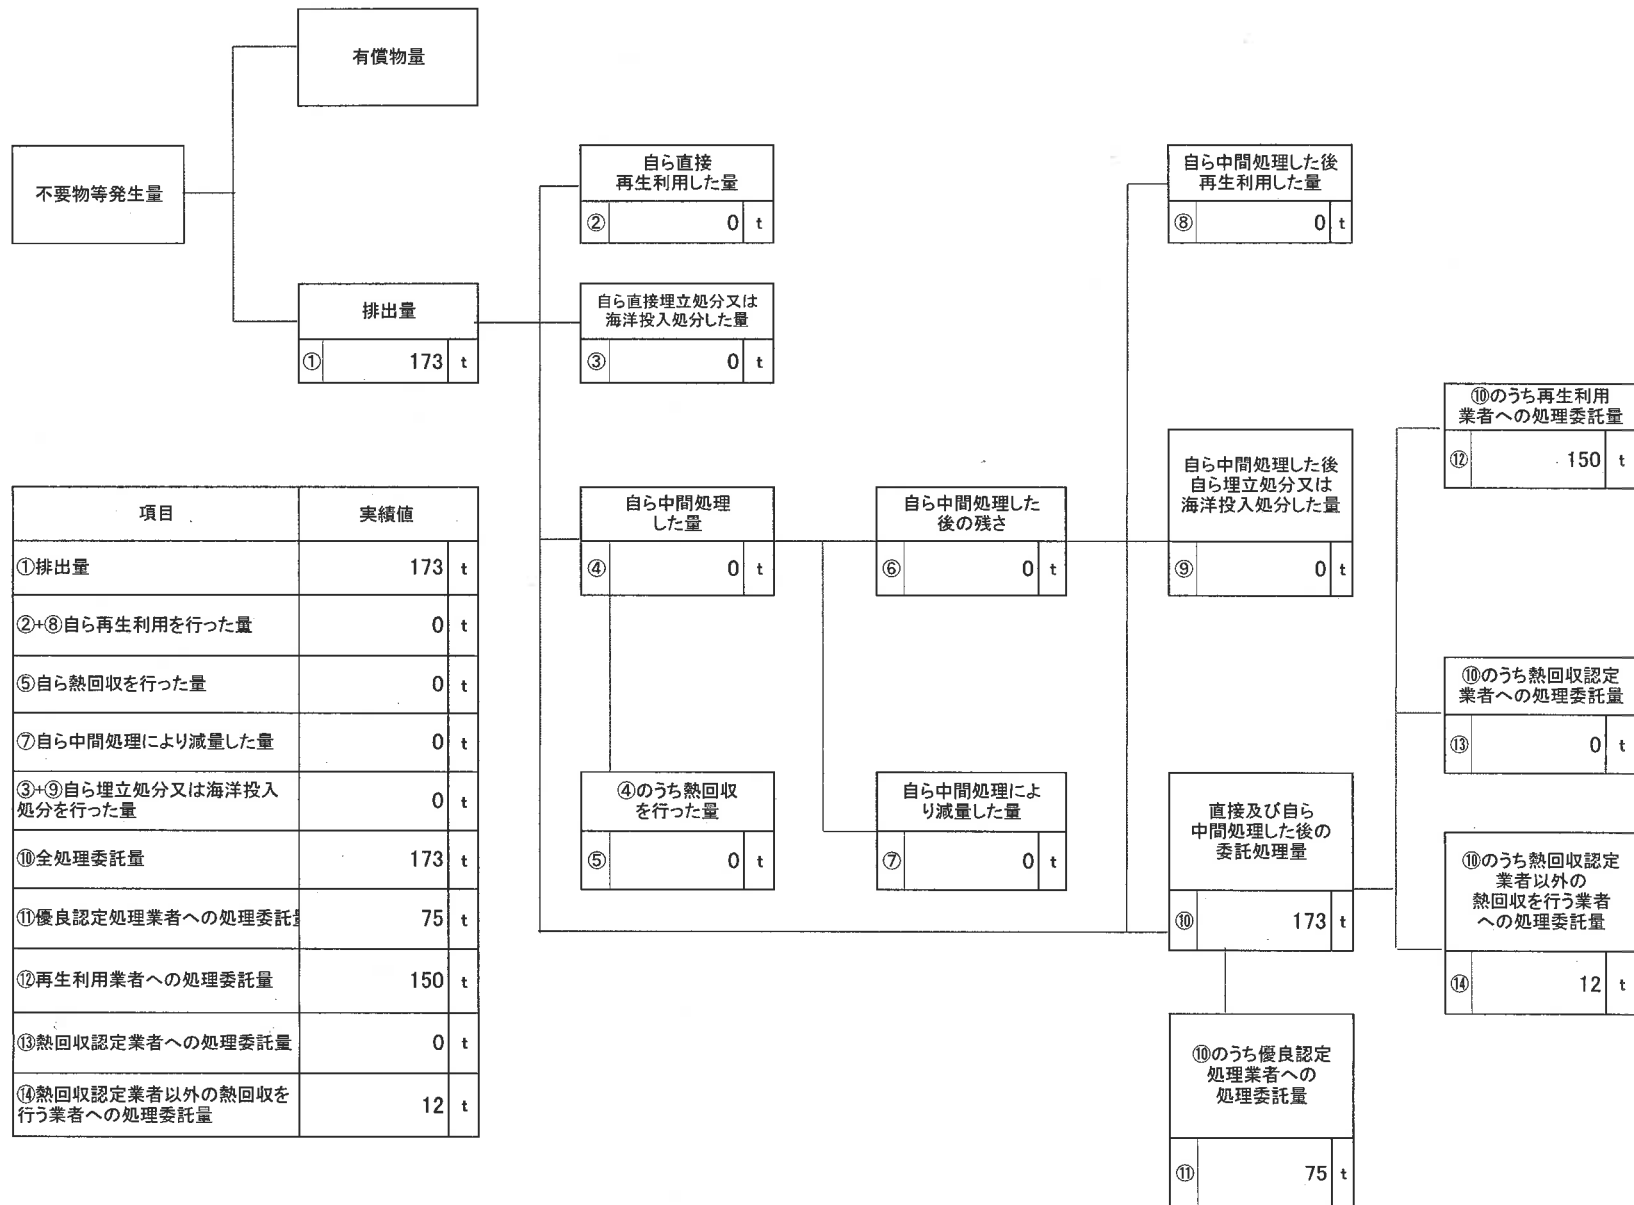 有償物量
不要物等発生量
排出量
① 173 t
自ら直接
再生利用した量
② 0 t
自ら直接埋立処分又は
海洋投入処分した量
③ 0 t
自ら中間処理
した量
④ 0 t
④のうち熱回収
を行った量
⑤ 0 t
自ら中間処理した
後の残さ
⑥ 0 t
自ら中間処理によ
り減量した量
⑦ 0 t
自ら中間処理した後
再生利用した量
⑧ 0 t
自ら中間処理した後
自ら埋立処分又は
海洋投入処分した量
⑨ 0 t
直接及び自ら
中間処理した後の
委託処理量
⑩ 173 t
⑩のうち優良認定
処理業者への
処理委託量
⑪ 75 t
⑩のうち再生利用
業者への処理委託量
⑫ 150 t
⑩のうち熱回収認定
業者への処理委託量
⑬ 0 t
⑩のうち熱回収認定
業者以外の
熱回収を行う業者
への処理委託量
⑭ 12 t
項目 実績値
①排出量 173 t
②+⑧自ら再生利用を行った量 0 t
⑤自ら熱回収を行った量 0 t
⑦自ら中間処理により減量した量 0 t
③+⑨自ら埋立処分又は海洋投入
処分を行った量 0 t
⑩全処理委託量 173 t
⑪優良認定処理業者への処理委託量 75 t
⑫再生利用業者への処理委託量 150 t
⑬熱回収認定業者への処理委託量 0 t
⑭熱回収認定業者以外の熱回収を
行う業者への処理委託量 12 t